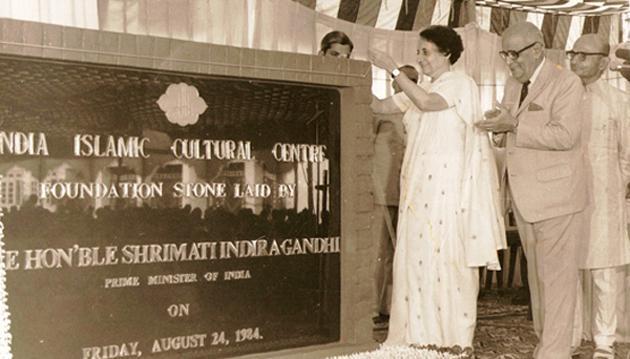 INDIA ISLAMIC CULTURAL CENTRE
FOUNDATION STONE LAID BY
HON'BLE SHRIMATI INDIRA GANDHI
PRIME MINISTER OF INDIA
ON
FRIDAY, AUGUST 24, 1984.